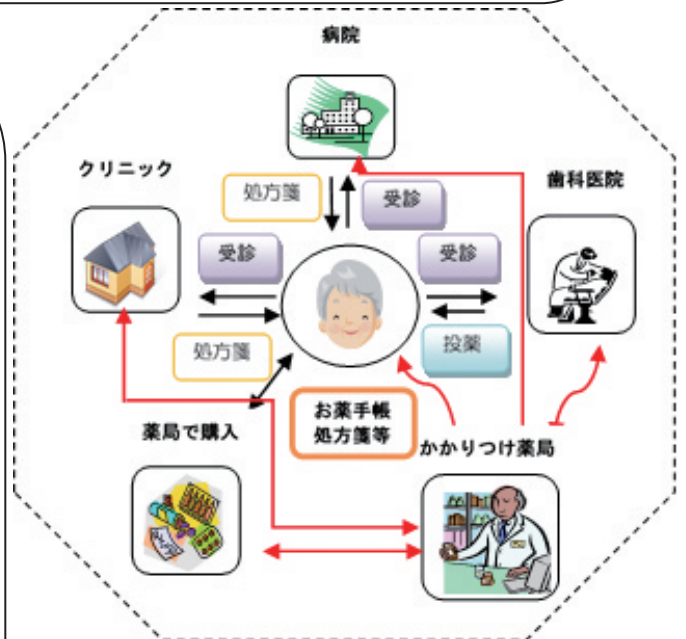 病院
クリニック
歯科医院
処方箋
受診
受診
受診
処方箋
投薬
お薬手帳
処方箋等
薬局で購入
かかりつけ薬局